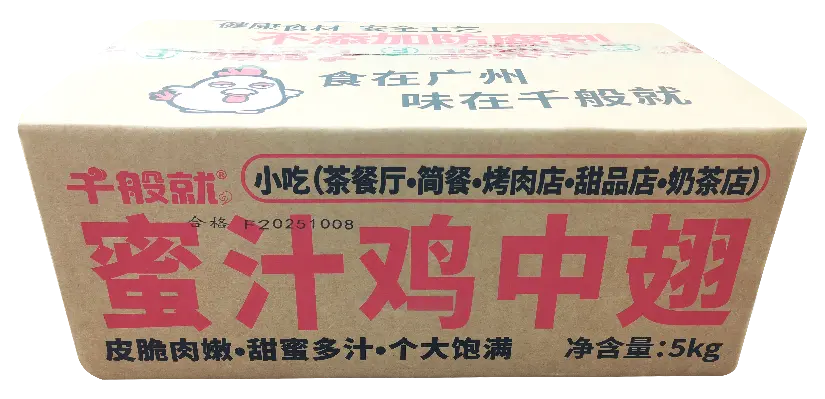 健康食材 安全工艺
不添加防腐剂
食在广州
味在千般就
千般就®
小吃(茶餐厅·简餐·烤肉店·甜品店·奶茶店)
合格 F20251008
蜜汁鸡中翅
皮脆肉嫩·甜蜜多汁·个大饱满 净含量:5kg